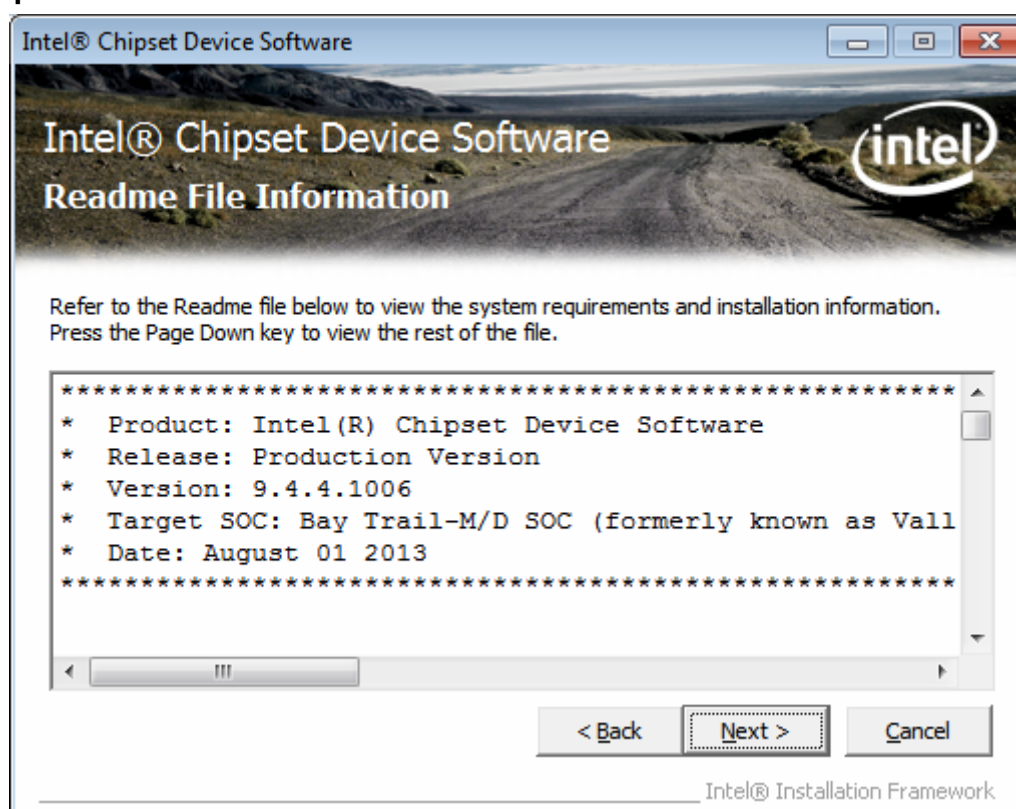 Intel® Chipset Device Software
Intel® Chipset Device Software
intel
Readme File Information
Refer to the Readme file below to view the system requirements and installation information.
Press the Page Down key to view the rest of the file.
********************************************************
*  Product: Intel(R) Chipset Device Software
*  Release: Production Version
*  Version: 9.4.4.1006
*  Target SOC: Bay Trail-M/D SOC (formerly known as Vall
*  Date: August 01 2013
********************************************************
< Back
Next >
Cancel
Intel® Installation Framework